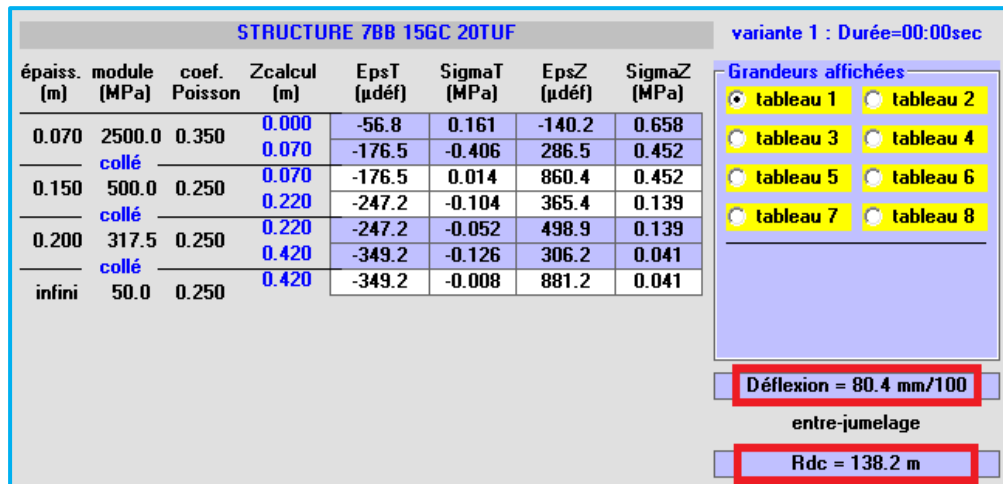 STRUCTURE 7BB 15GC 20TUF
variante 1 : Durée=00:00sec
épaiss. module coef. Zcalcul EpsT SigmaT EpsZ SigmaZ
(m) (MPa) Poisson (m) (µdéf) (MPa) (µdéf) (MPa)
0.000 -56.8 0.161 -140.2 0.658
0.070 2500.0 0.350
0.070 -176.5 -0.406 286.5 0.452
collé
0.070 -176.5 0.014 860.4 0.452
0.150 500.0 0.250
0.220 -247.2 -0.104 365.4 0.139
collé
0.220 -247.2 -0.052 498.9 0.139
0.200 317.5 0.250
0.420 -349.2 -0.126 306.2 0.041
collé
0.420 -349.2 -0.008 881.2 0.041
infini 50.0 0.250
Grandeurs affichées
tableau 1 tableau 2
tableau 3 tableau 4
tableau 5 tableau 6
tableau 7 tableau 8
Déflexion = 80.4 mm/100
entre-jumelage
Rdc = 138.2 m